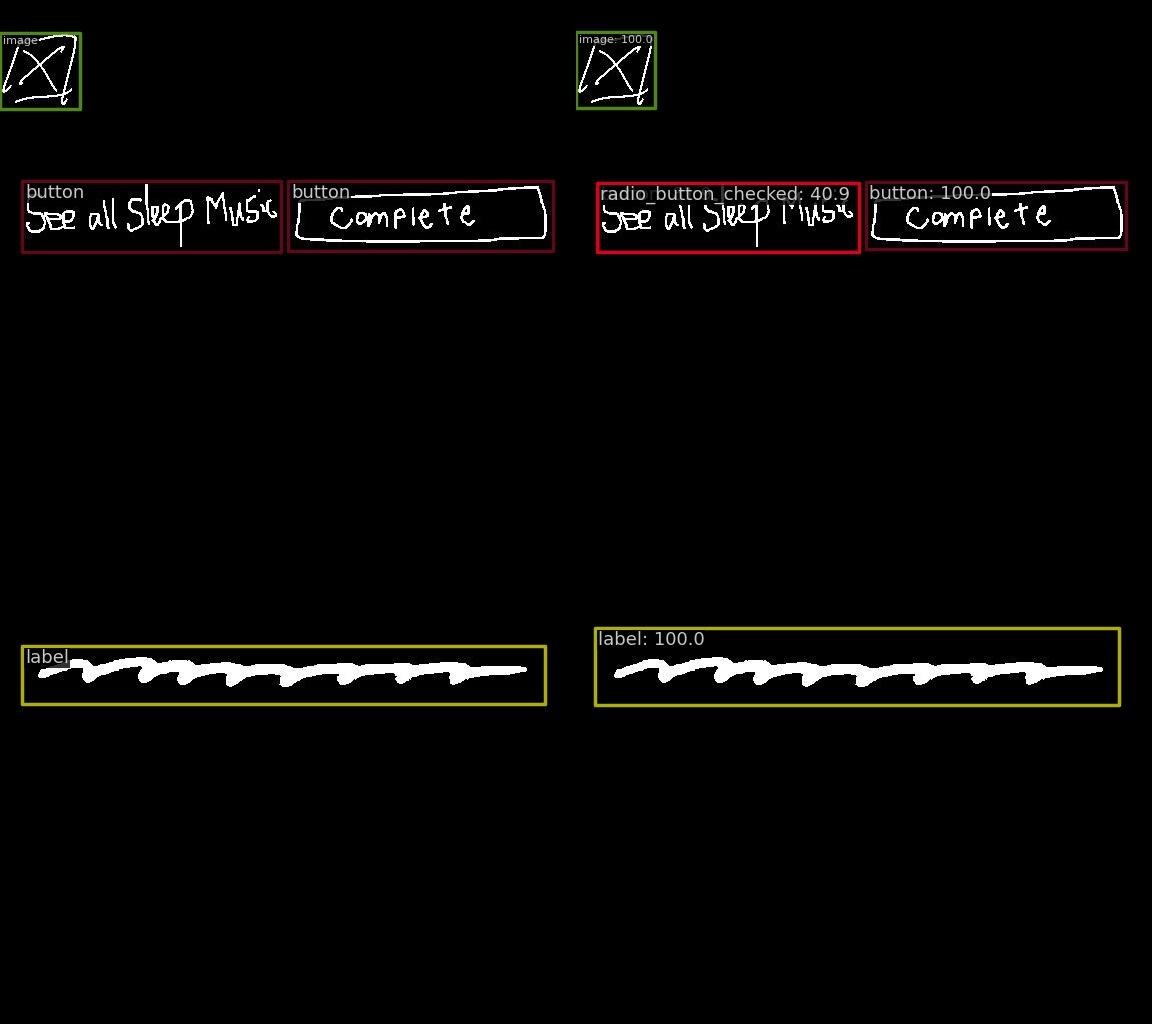 image
image: 100.0
button
button
radio_button_checked: 40.9
button: 100.0
See all Sleep Music
Complete
See all Sleep Music
Complete
label
label: 100.0